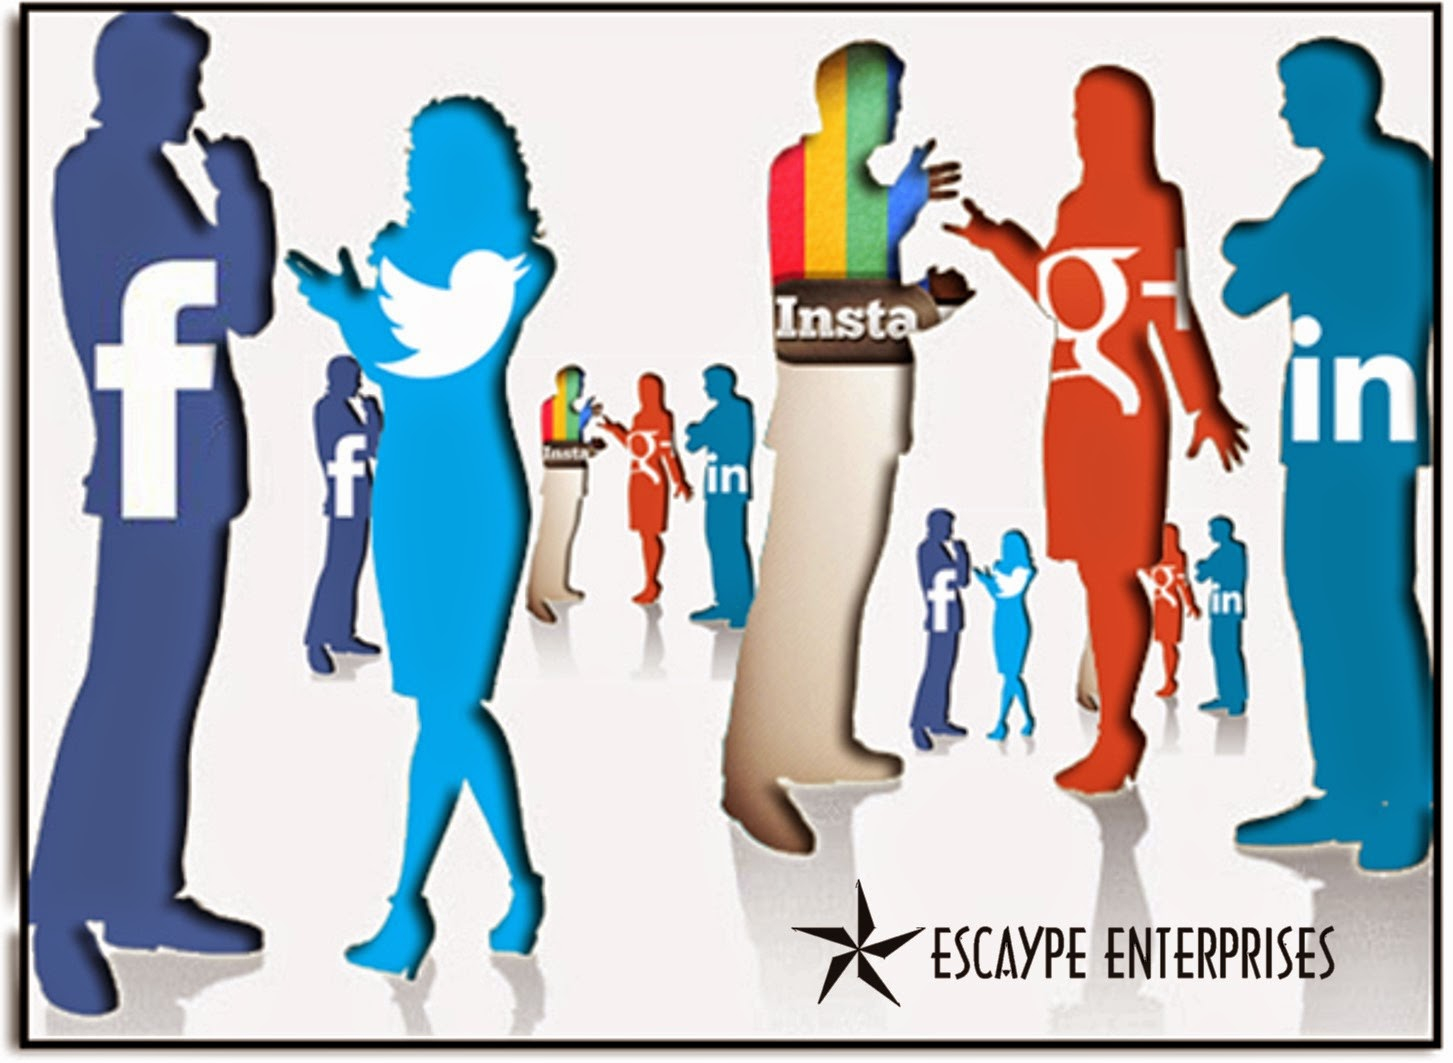 f
Insta
g+
in
f
Insta
g+
in
f
g+
in
ESCAYPE ENTERPRISES